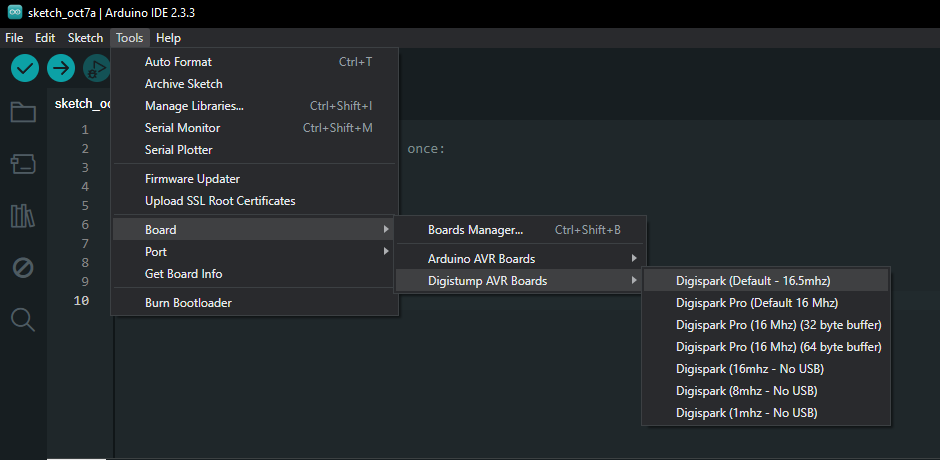 sketch_oct7a | Arduino IDE 2.3.3
File Edit Sketch Tools Help
Auto Format Ctrl+T
Archive Sketch
Manage Libraries... Ctrl+Shift+I
Serial Monitor Ctrl+Shift+M
Serial Plotter
Firmware Updater
Upload SSL Root Certificates
Board
Port
Get Board Info
Burn Bootloader
Boards Manager... Ctrl+Shift+B
Arduino AVR Boards
Digistump AVR Boards
Digispark (Default - 16.5mhz)
Digispark Pro (Default 16 Mhz)
Digispark Pro (16 Mhz) (32 byte buffer)
Digispark Pro (16 Mhz) (64 byte buffer)
Digispark (16mhz - No USB)
Digispark (8mhz - No USB)
Digispark (1mhz - No USB)
sketch_oc
1
2 once:
3
4
5
6
7
8
9
10